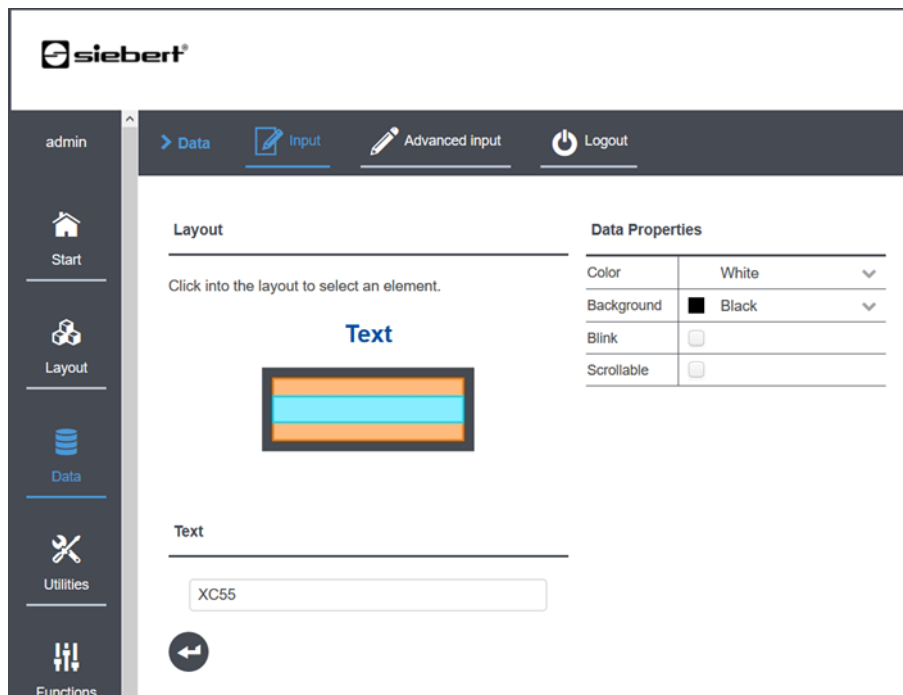 siebert®
admin
Data
Input
Advanced input
Logout
Start
Layout
Data
Utilities
Functions
Layout
Click into the layout to select an element.
Text
Text
XC55
Data Properties
Color White
Background Black
Blink
Scrollable